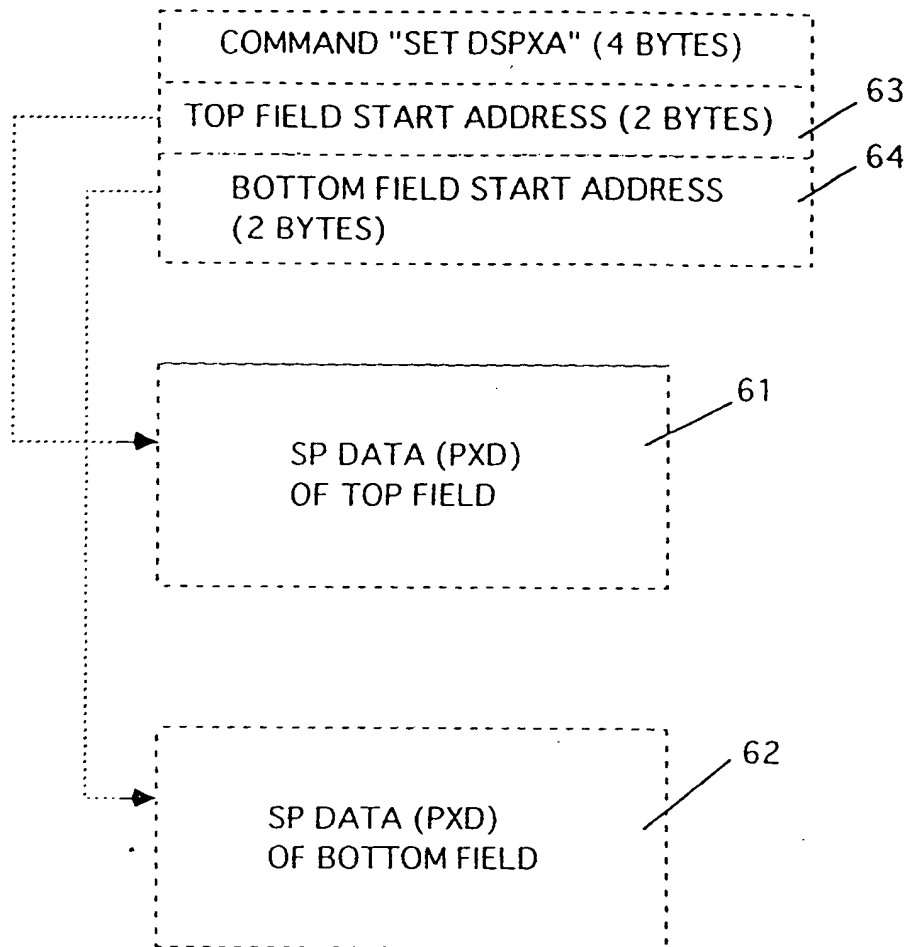 COMMAND "SET DSPXA" (4 BYTES)
TOP FIELD START ADDRESS (2 BYTES)
63
BOTTOM FIELD START ADDRESS
(2 BYTES)
64
SP DATA (PXD)
OF TOP FIELD
61
SP DATA (PXD)
OF BOTTOM FIELD
62